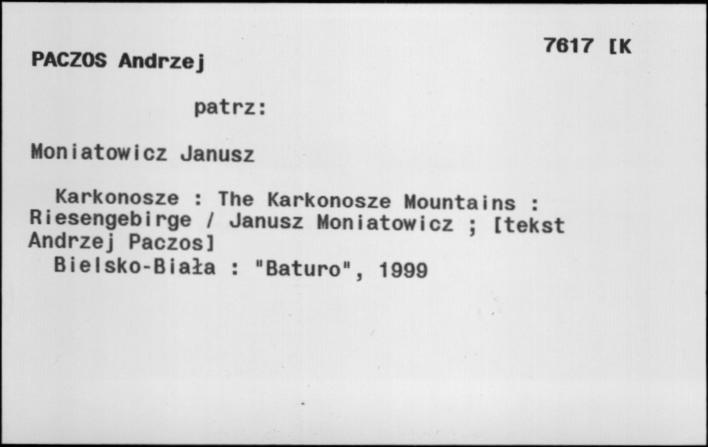 7617 [K
PACZOS Andrzej
patrz:
Moniatowicz Janusz
Karkonosze : The Karkonosze Mountains :
Riesengebirge / Janusz Moniatowicz ; [tekst
Andrzej Paczos]
Bielsko-Biała : "Baturo", 1999